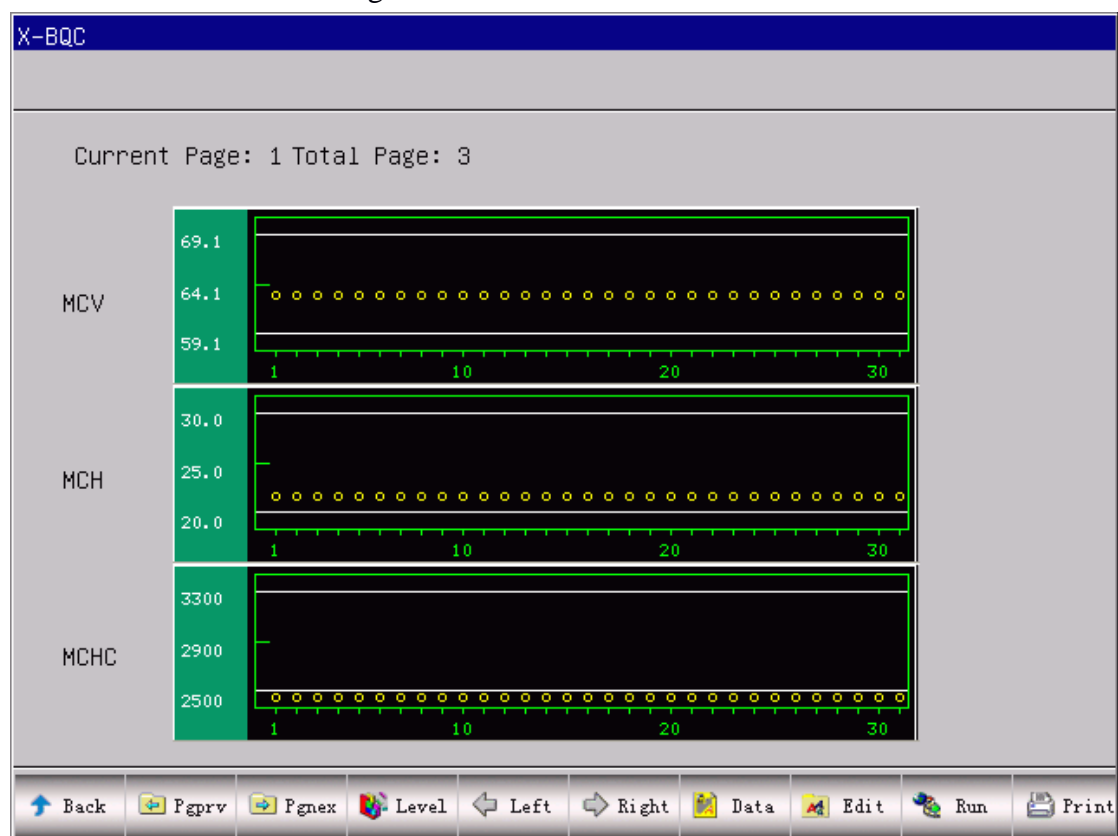 X-BQC
Current Page: 1 Total Page: 3
69.1
MCV
64.1
59.1
1 10 20 30
30.0
MCH
25.0
20.0
1 10 20 30
3300
MCHC
2900
2500
1 10 20 30
Back Pgprv Pgnex Level Left Right Data Edit Run Print